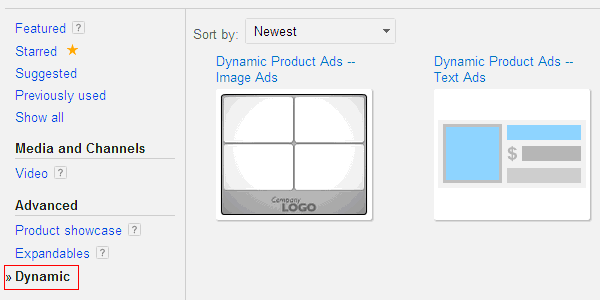 Featured ?
Starred
Suggested
Previously used
Show all
Media and Channels
Video ?
Advanced
Product showcase ?
Expandables ?
» Dynamic
Sort by: Newest
Dynamic Product Ads --
Image Ads
Company
LOGO
Dynamic Product Ads --
Text Ads
$